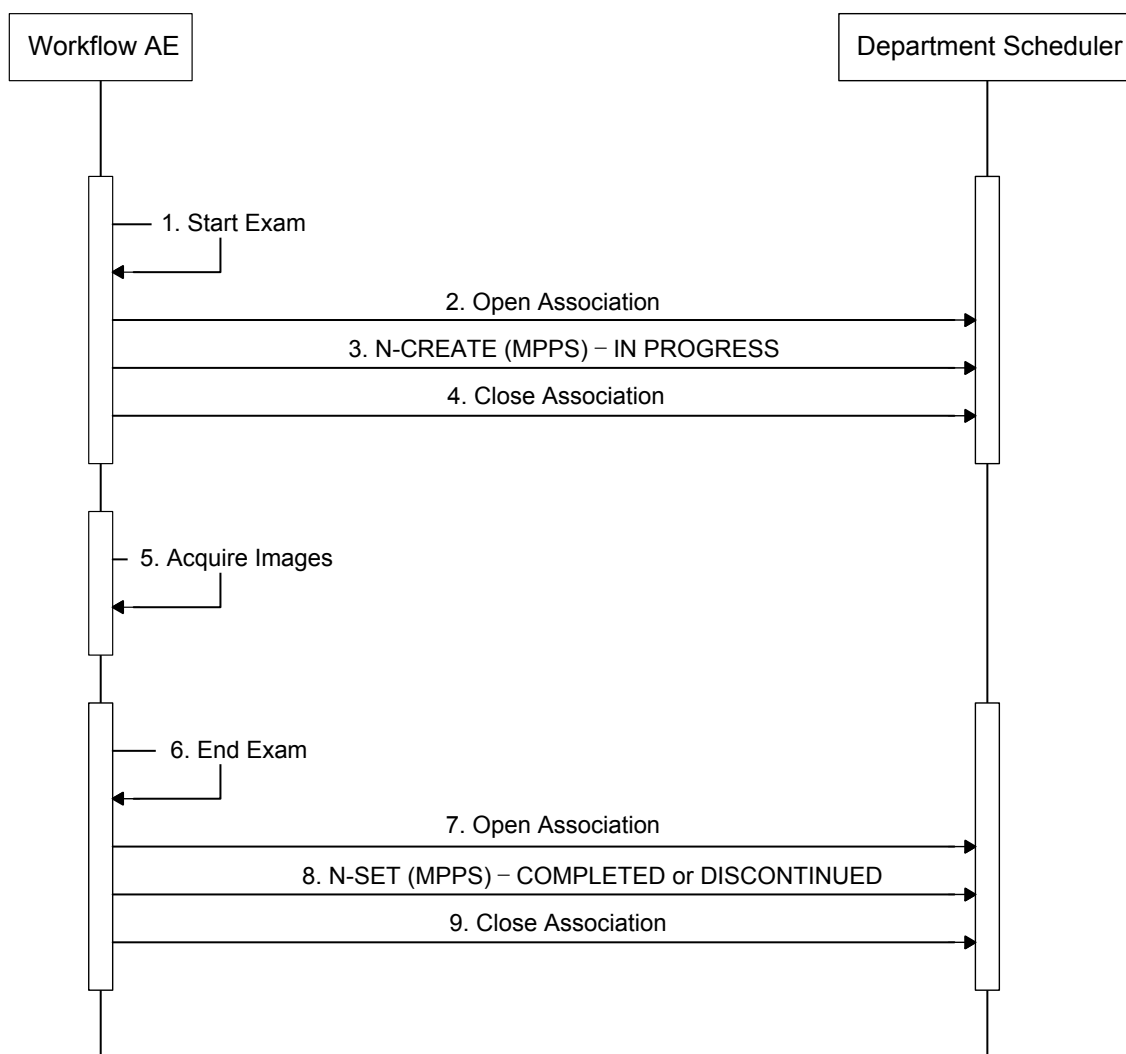 Workflow AE
Department Scheduler
1. Start Exam
2. Open Association
3. N-CREATE (MPPS) – IN PROGRESS
4. Close Association
5. Acquire Images
6. End Exam
7. Open Association
8. N-SET (MPPS) – COMPLETED or DISCONTINUED
9. Close Association